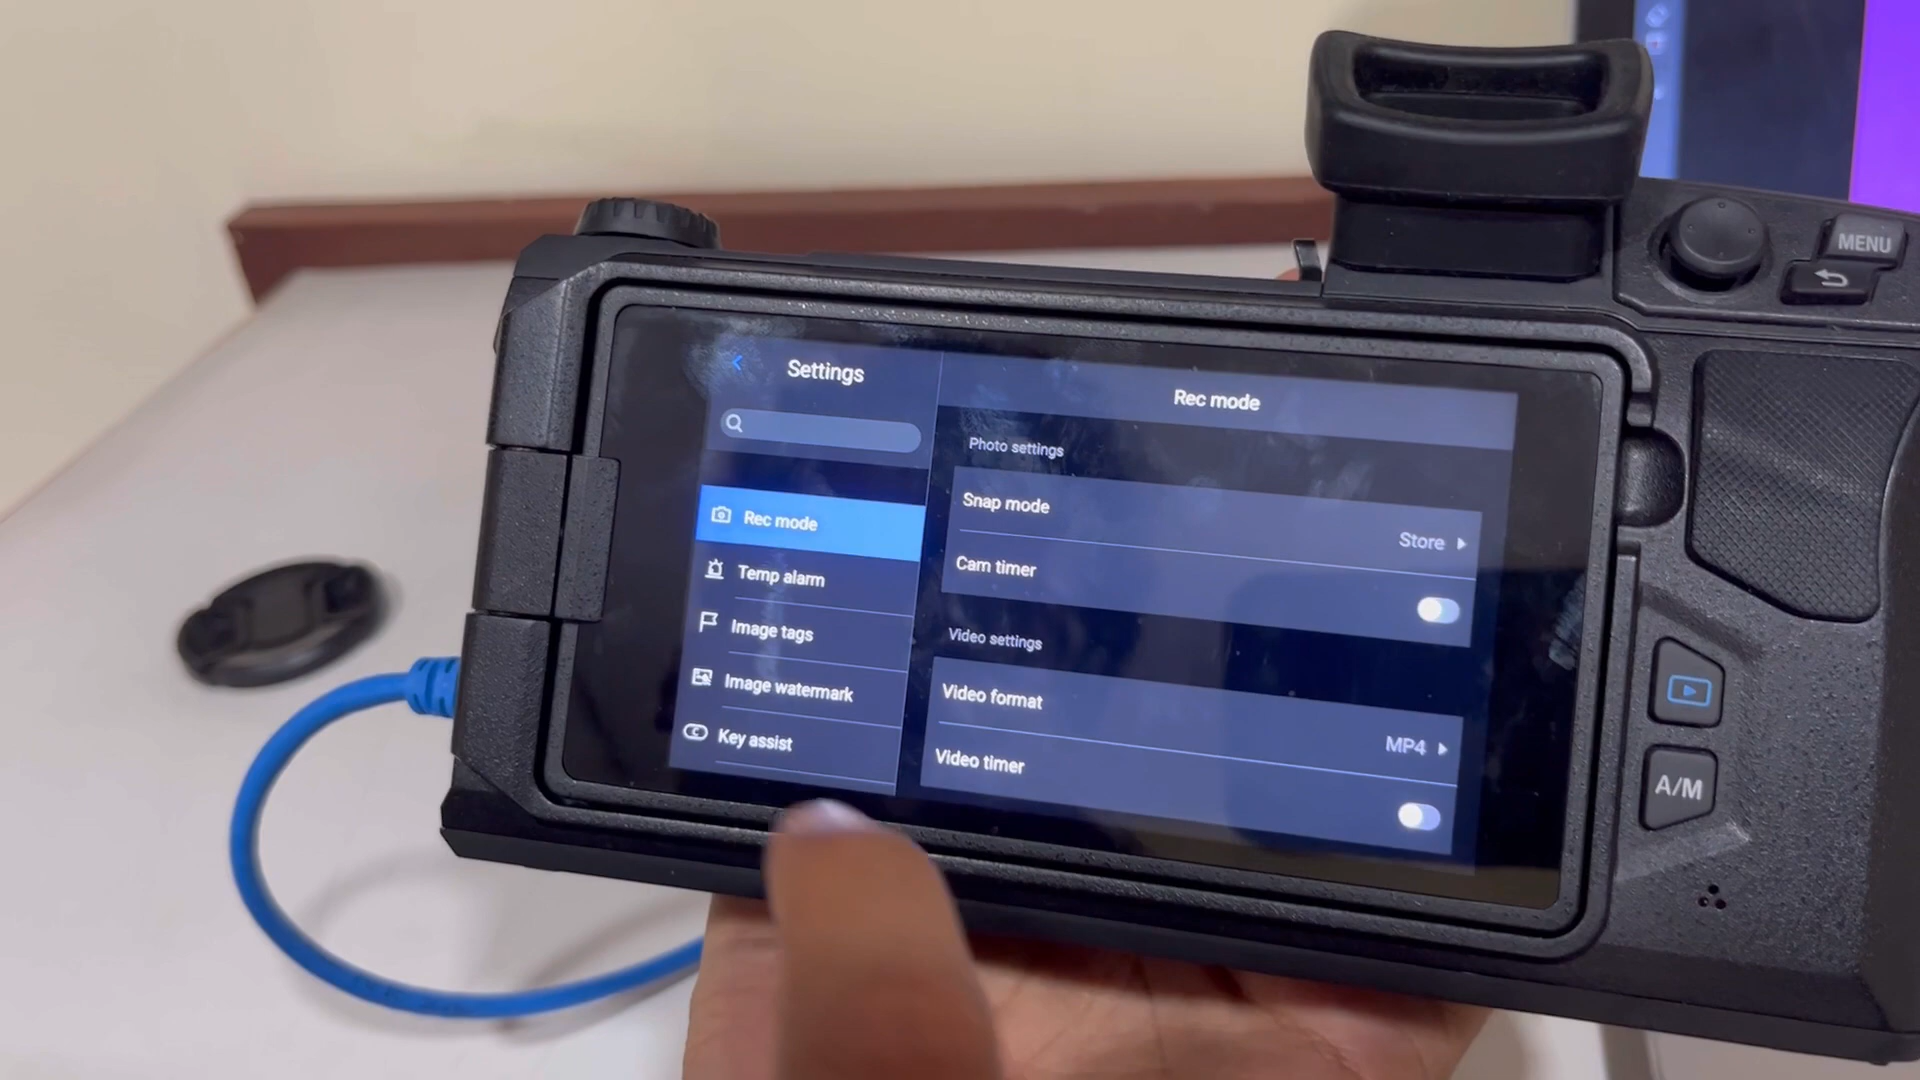 MENU
Settings
Rec mode
Temp alarm
Image tags
Image watermark
Key assist
Rec mode
Photo settings
Snap mode
Store
Cam timer
Video settings
Video format
MP4
Video timer
A/M